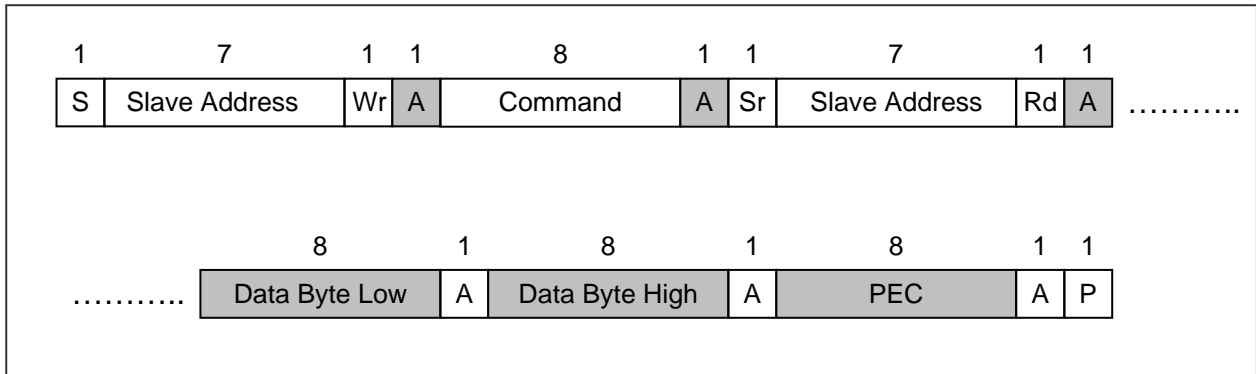 1 7 1 1 8 1 1 7 1 1
S Slave Address Wr A Command A Sr Slave Address Rd A ………..
8 1 8 1 8 1 1
……….. Data Byte Low A Data Byte High A PEC A P